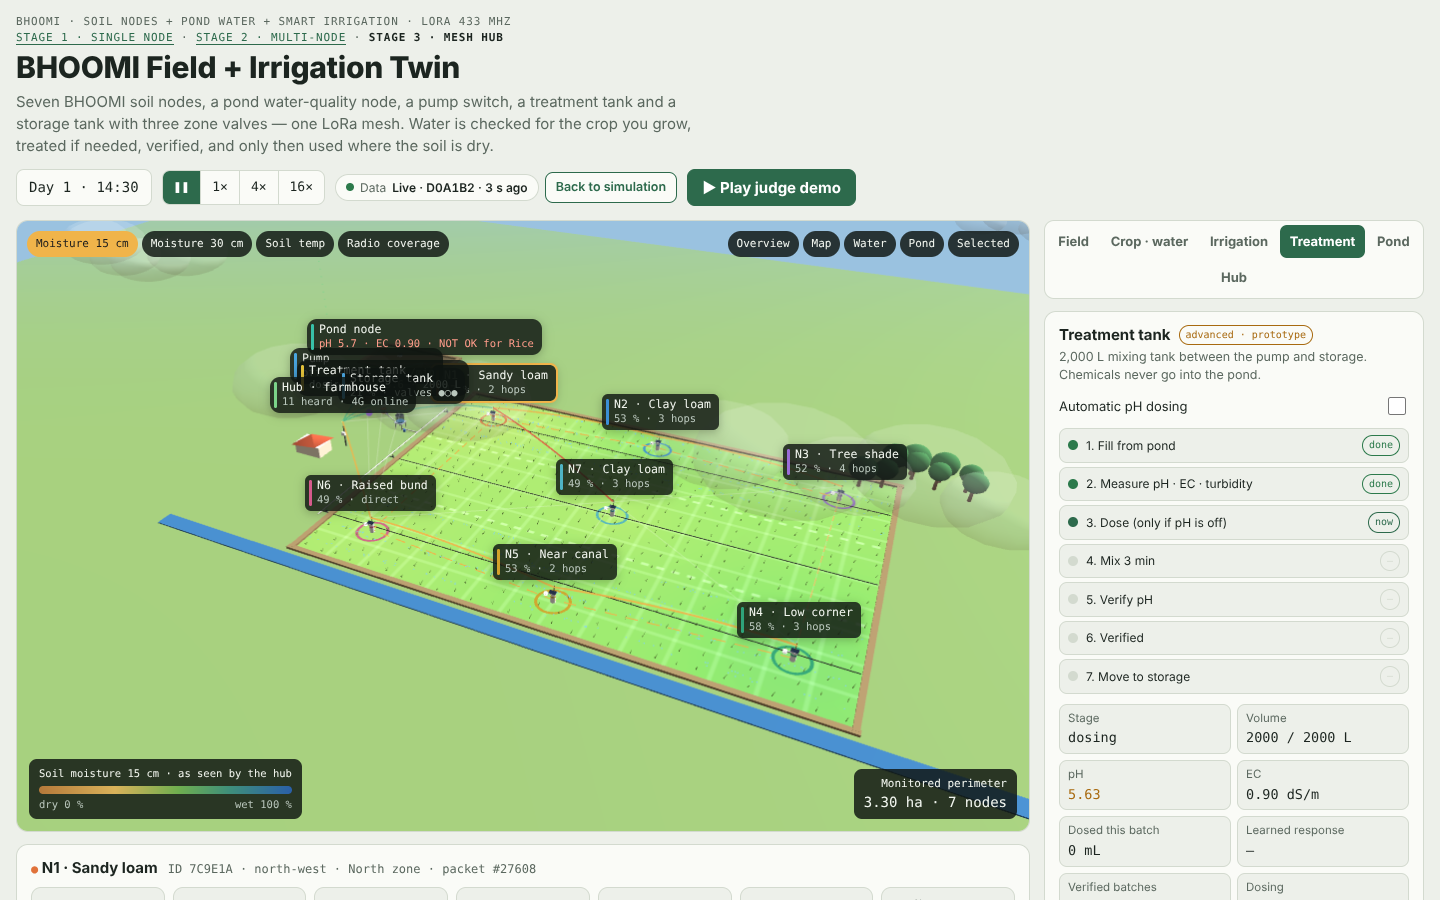 BHOOMI · SOIL NODES + POND WATER + SMART IRRIGATION · LORA 433 MHZ
STAGE 1 · SINGLE NODE · STAGE 2 · MULTI-NODE · STAGE 3 · MESH HUB
BHOOMI Field + Irrigation Twin
Seven BHOOMI soil nodes, a pond water-quality node, a pump switch, a treatment tank and a
storage tank with three zone valves — one LoRa mesh. Water is checked for the crop you grow,
treated if needed, verified, and only then used where the soil is dry.
Day 1 · 14:30
1×
4×
16×
Data Live · D0A1B2 · 3 s ago
Back to simulation
▶ Play judge demo
Moisture 15 cm
Moisture 30 cm
Soil temp
Radio coverage
Overview
Map
Water
Pond
Selected
Pond node
pH 5.7 · EC 0.90 · NOT OK for Rice
Pump
Treatment tank
Storage tank
Sandy loam
· 2 hops
Hub · farmhouse
11 heard · 4G online
N2 · Clay loam
53 % · 3 hops
N3 · Tree shade
52 % · 4 hops
N7 · Clay loam
49 % · 3 hops
N6 · Raised bund
49 % · direct
N5 · Near canal
53 % · 2 hops
N4 · Low corner
58 % · 3 hops
Soil moisture 15 cm · as seen by the hub
dry 0 %
wet 100 %
Monitored perimeter
3.30 ha · 7 nodes
N1 · Sandy loam ID 7C9E1A · north-west · North zone · packet #27608
Field
Crop · water
Irrigation
Treatment
Pond
Hub
Treatment tank
advanced · prototype
2,000 L mixing tank between the pump and storage.
Chemicals never go into the pond.
Automatic pH dosing
1. Fill from pond
done
2. Measure pH · EC · turbidity
done
3. Dose (only if pH is off)
now
4. Mix 3 min
–
5. Verify pH
–
6. Verified
–
7. Move to storage
–
Stage
dosing
Volume
2000 / 2000 L
pH
5.63
EC
0.90 dS/m
Dosed this batch
0 mL
Learned response
–
Verified batches
Dosing